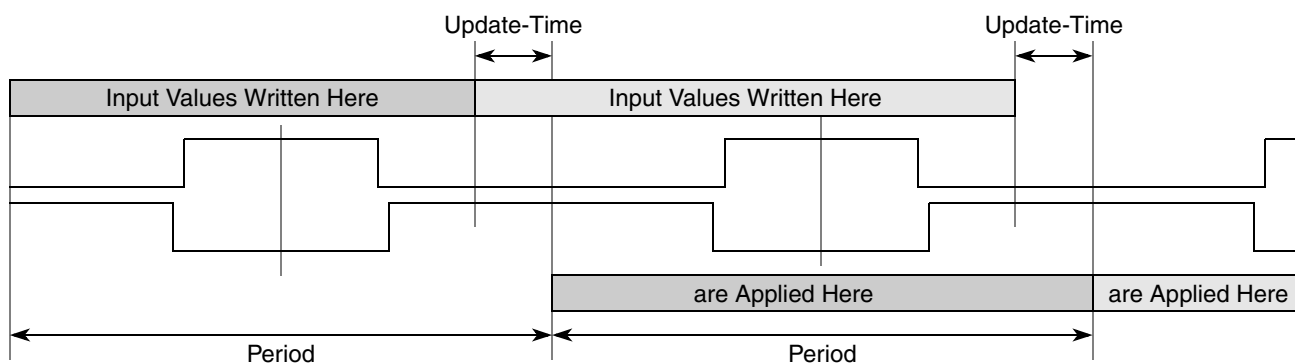 Update-Time
Update-Time
Input Values Written Here
Input Values Written Here
are Applied Here
are Applied Here
Period
Period